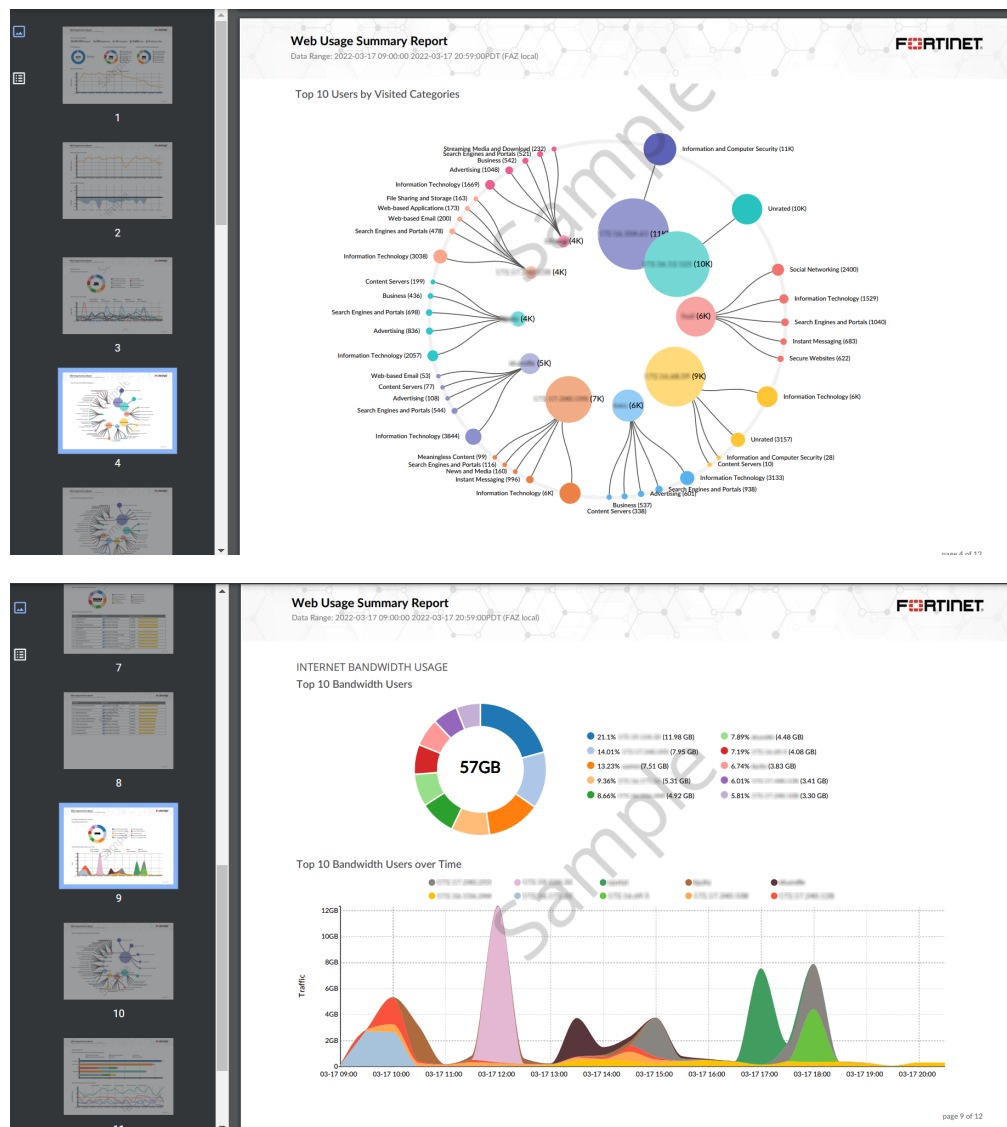 Web Usage Summary Report
Data Range: 2022-03-17 09:00:00 2022-03-17 20:59:00PDT (FAZ local)
FORTINET
Top 10 Users by Visited Categories
Sample
Streaming Media and Download (232)
Search Engines and Portals (521)
Business (542)
Advertising (1048)
Information Technology (1669)
File Sharing and Storage (163)
Web-based Applications (173)
Web-based Email (200)
Search Engines and Portals (478)
Information Technology (3038)
Content Servers (199)
Business (436)
Search Engines and Portals (698)
Advertising (836)
Information Technology (2057)
Web-based Email (53)
Content Servers (77)
Advertising (108)
Search Engines and Portals (544)
Information Technology (3844)
Meaningless Content (99)
Search Engines and Portals (116)
News and Media (160)
Instant Messaging (996)
Information Technology (6K)
Content Servers (338)
Business (537)
Advertising (601)
Search Engines and Portals (938)
Information Technology (3133)
Content Servers (10)
Information and Computer Security (28)
Unrated (3157)
Information Technology (6K)
Secure Websites (622)
Instant Messaging (683)
Search Engines and Portals (1040)
Information Technology (1529)
Social Networking (2400)
Unrated (10K)
Information and Computer Security (11K)
(11K)
(10K)
(6K)
(9K)
(6K)
(7K)
(5K)
(4K)
(4K)
(4K)
1
2
3
4
Web Usage Summary Report
Data Range: 2022-03-17 09:00:00 2022-03-17 20:59:00PDT (FAZ local)
FORTINET
INTERNET BANDWIDTH USAGE
Top 10 Bandwidth Users
57GB
21.1% (11.98 GB)
14.01% (7.95 GB)
13.23% (7.51 GB)
9.36% (5.31 GB)
8.66% (4.92 GB)
7.89% (4.48 GB)
7.19% (4.08 GB)
6.74% (3.83 GB)
6.01% (3.41 GB)
5.81% (3.30 GB)
Sample
Top 10 Bandwidth Users over Time
Traffic
12GB
10GB
8GB
6GB
4GB
2GB
0
03-17 09:00 03-17 10:00 03-17 11:00 03-17 12:00 03-17 13:00 03-17 14:00 03-17 15:00 03-17 16:00 03-17 17:00 03-17 18:00 03-17 19:00 03-17 20:00
page 9 of 12
7
8
9
10